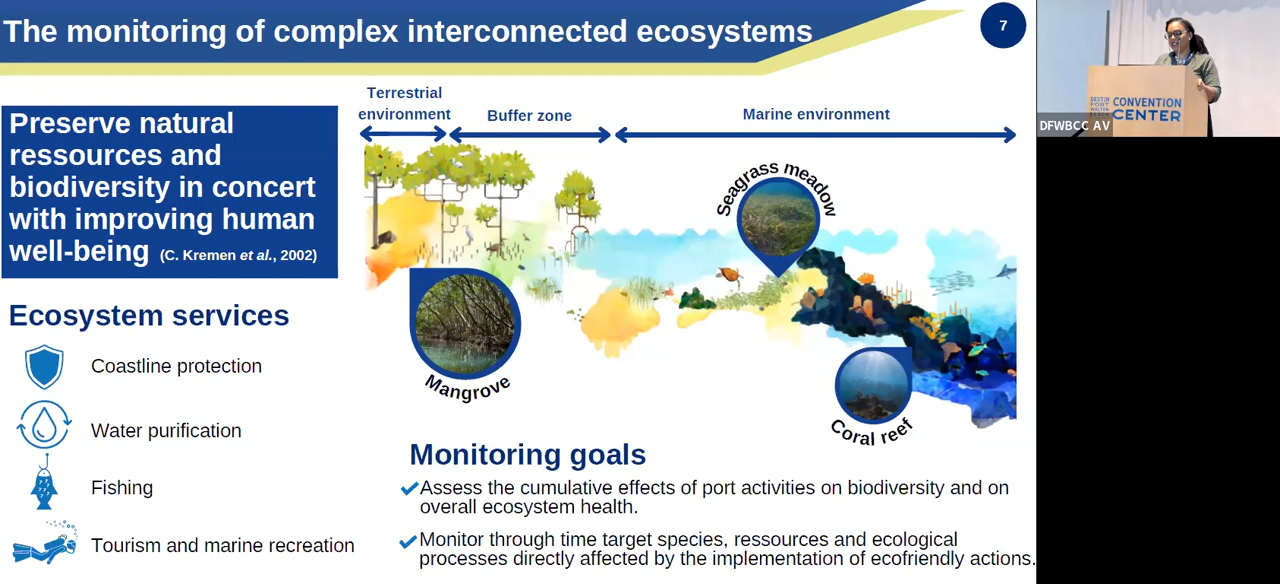 The monitoring of complex interconnected ecosystems
7
Preserve natural
ressources and
biodiversity in concert
with improving human
well-being (C. Kremen et al., 2002)
Ecosystem services
Coastline protection
Water purification
Fishing
Tourism and marine recreation
Terrestrial
environment
Buffer zone
Marine environment
Seagrass meadow
Mangrove
Coral reef
Monitoring goals
Assess the cumulative effects of port activities on biodiversity and on
overall ecosystem health.
Monitor through time target species, ressources and ecological
processes directly affected by the implementation of ecofriendly actions.
DESTIN
FORT
WALTON
BEACH
CONVENTION
CENTER
DFWBCC AV